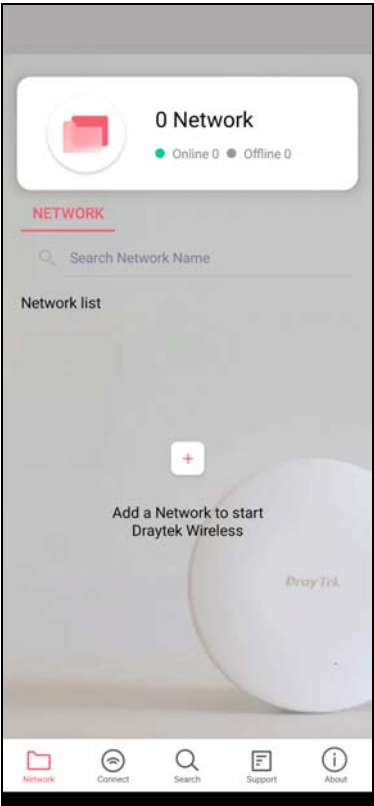 0 Network
Online 0 Offline 0
NETWORK
Search Network Name
Network list
+
Add a Network to start
Draytek Wireless
DrayTek
Network Connect Search Support About